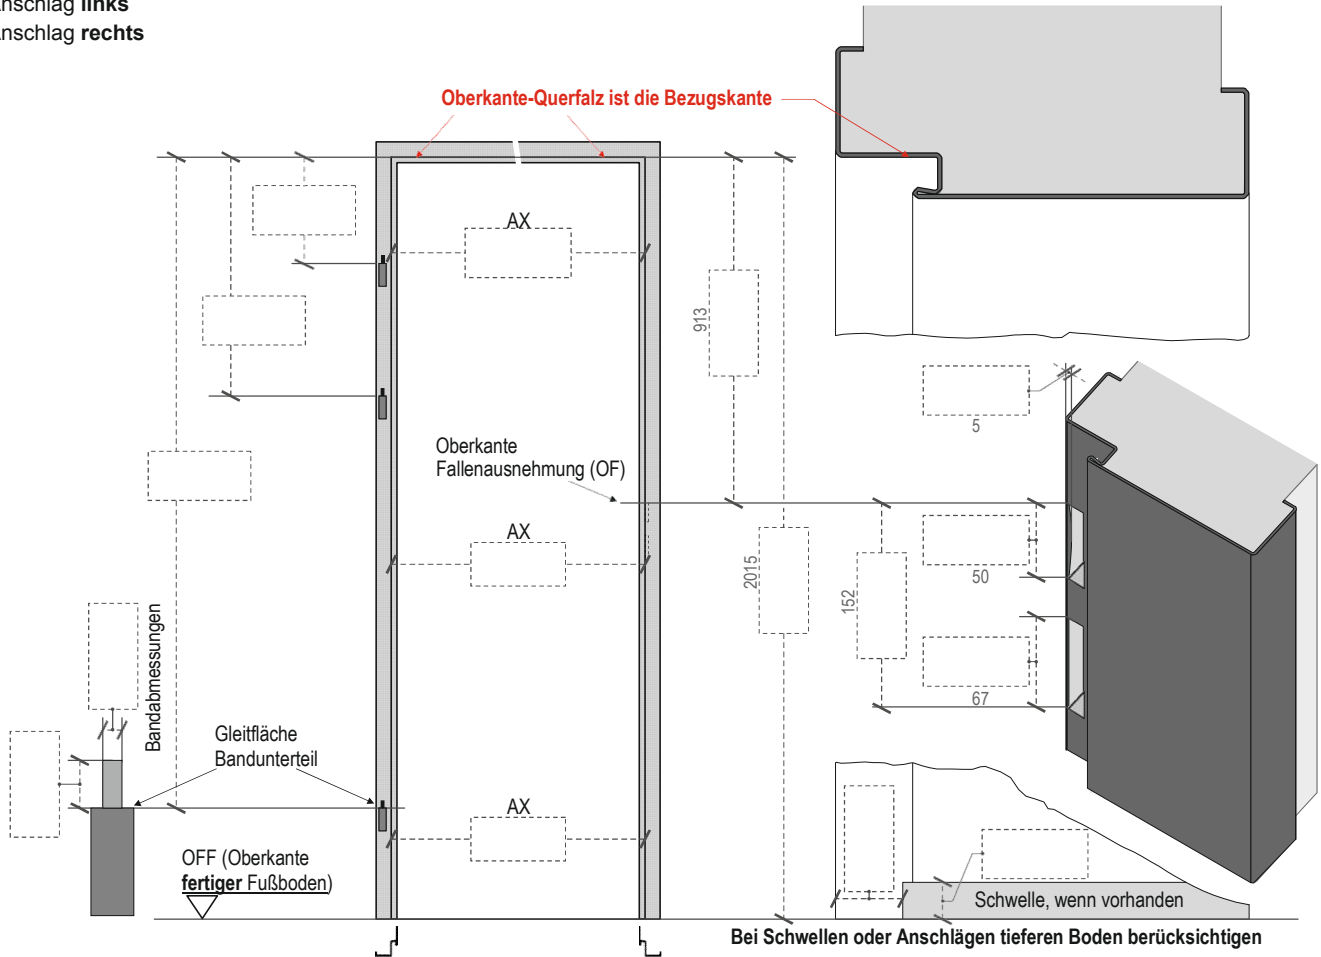 nschlag links
nschlag rechts
Oberkante-Querfalz ist die Bezugskante
AX
913
5
Oberkante
Fallenausnehmung (OF)
AX
2015
152
50
67
Bandabmessungen
Gleitfläche
Bandunterteil
AX
OFF (Oberkante
fertiger Fußboden)
Schwelle, wenn vorhanden
Bei Schwellen oder Anschlägen tieferen Boden berücksichtigen